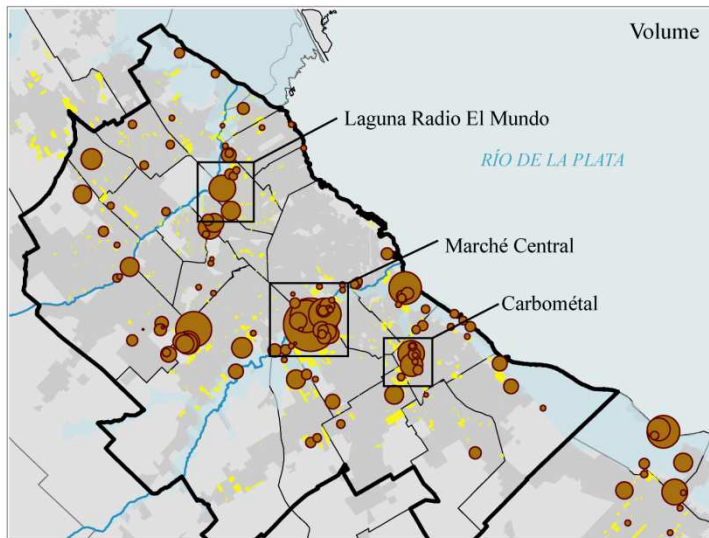 Volume
Laguna Radio El Mundo
RÍO DE LA PLATA
Marché Central
Carbométal